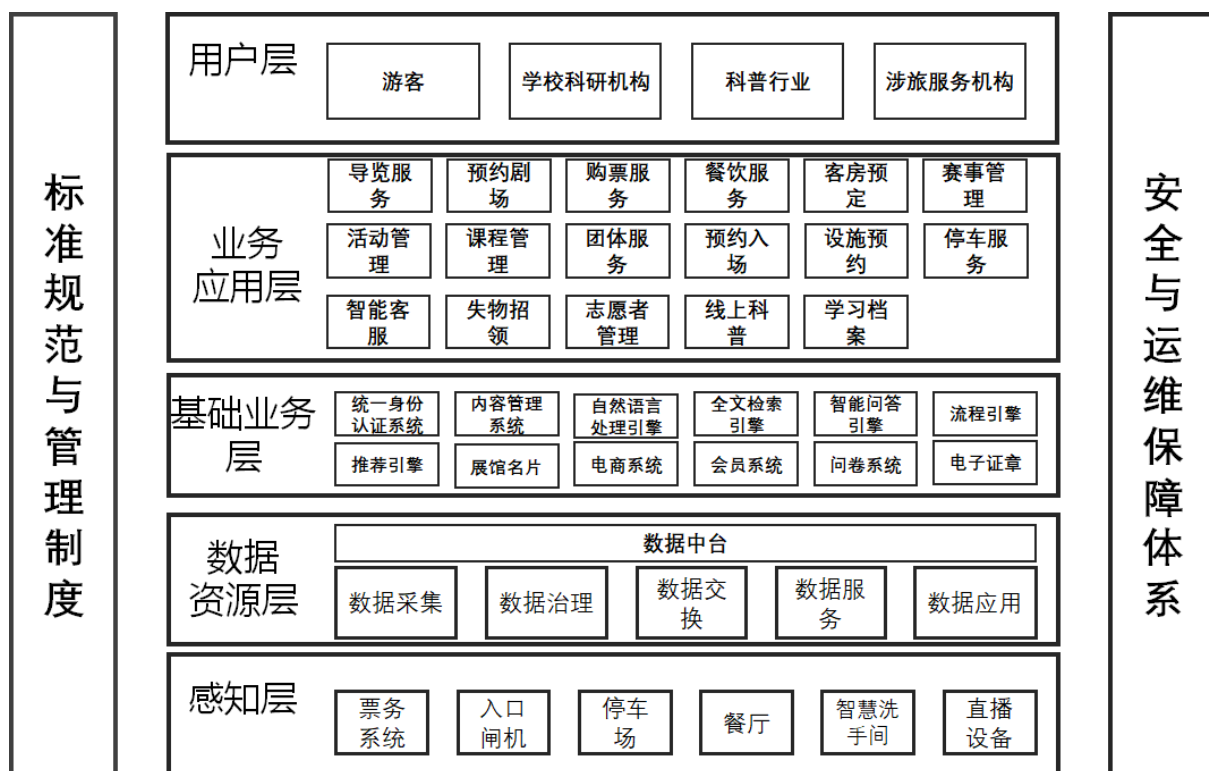 标
准
规
范
与
管
理
制
度
用户层
游客
学校科研机构
科普行业
涉旅服务机构
业务
应用层
导览服
务
预约剧
场
购票服
务
餐饮服
务
客房预
定
赛事管
理
活动管
理
课程管
理
团体服
务
预约入
场
设施预
约
停车服
务
智能客
服
失物招
领
志愿者
管理
线上科
普
学习档
案
基础业务
层
统一身份
认证系统
内容管理
系统
自然语言
处理引擎
全文检索
引擎
智能问答
引擎
流程引擎
推荐引擎
展馆名片
电商系统
会员系统
问卷系统
电子证章
数据
资源层
数据中台
数据采集
数据治理
数据交
换
数据服
务
数据应用
感知层
票务
系统
入口
闸机
停车
场
餐厅
智慧洗
手间
直播
设备
安
全
与
运
维
保
障
体
系